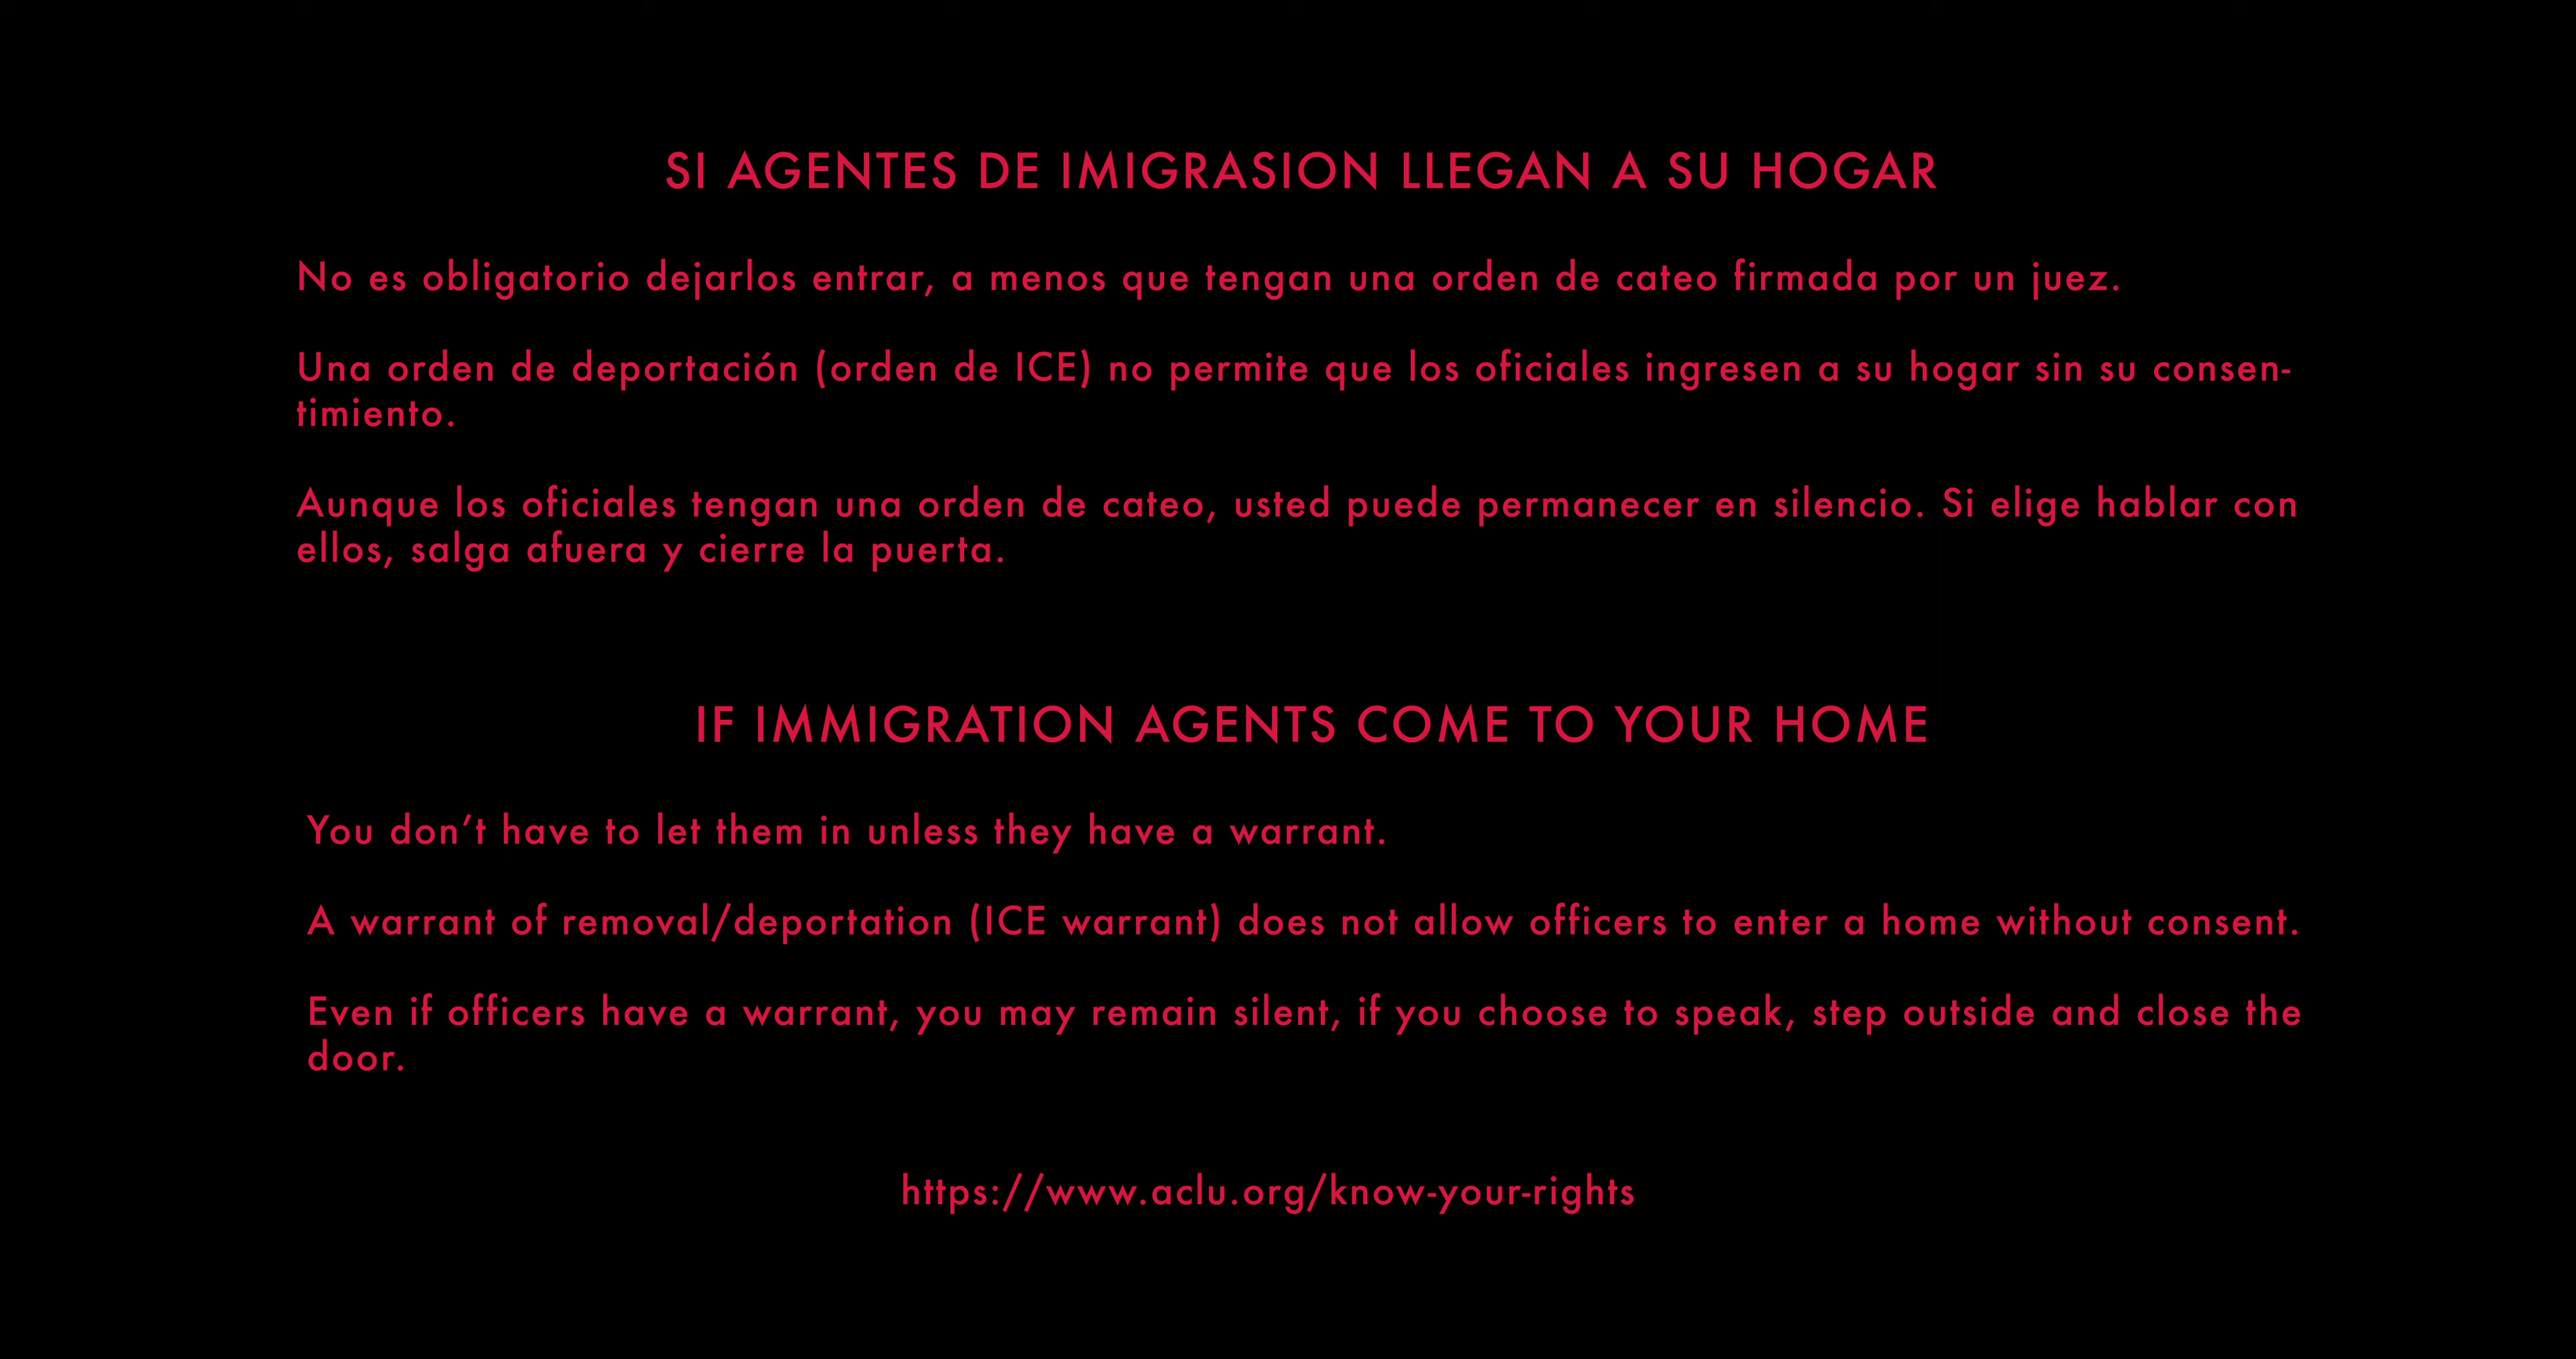 SI AGENTES DE IMIGRASION LLEGAN A SU HOGAR
No es obligatorio dejarlos entrar, a menos que tengan una orden de cateo firmada por un juez.
Una orden de deportación (orden de ICE) no permite que los oficiales ingresen a su hogar sin su consen-
timiento.
Aunque los oficiales tengan una orden de cateo, usted puede permanecer en silencio. Si elige hablar con
ellos, salga afuera y cierre la puerta.
IF IMMIGRATION AGENTS COME TO YOUR HOME
You don’t have to let them in unless they have a warrant.
A warrant of removal/deportation (ICE warrant) does not allow officers to enter a home without consent.
Even if officers have a warrant, you may remain silent, if you choose to speak, step outside and close the
door.
https://www.aclu.org/know-your-rights